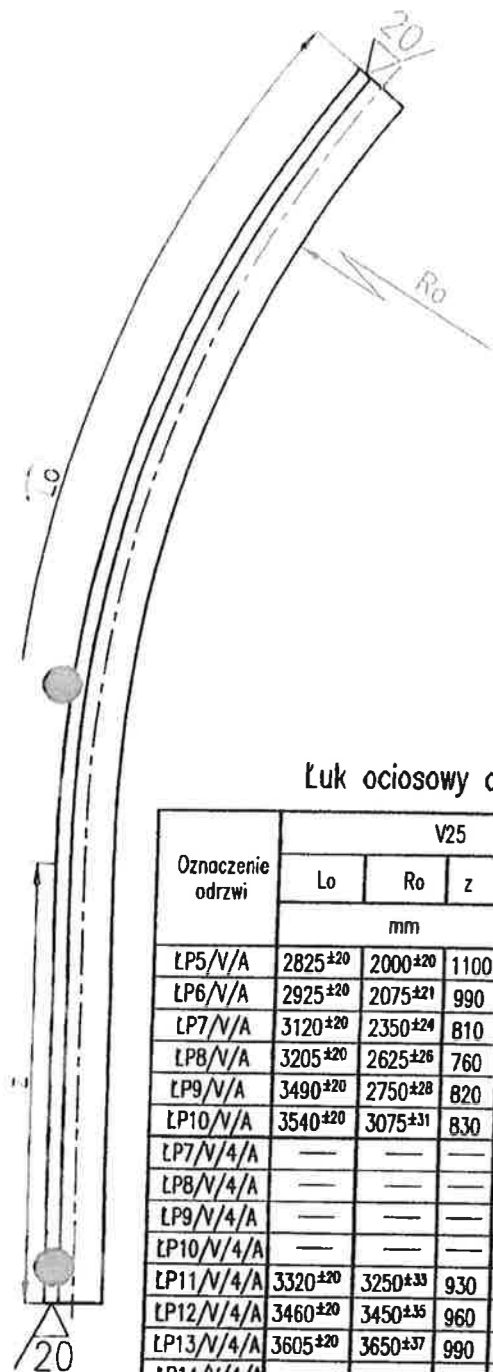 20
Ro
Lo
z
20
Łuk ociosowy
Oznaczenie odrzwi V25
Lo Ro z
mm
ŁP5/V/A 2825±20 2000±20 1100
ŁP6/V/A 2925±20 2075±21 990
ŁP7/V/A 3120±20 2350±24 810
ŁP8/V/A 3205±20 2625±26 760
ŁP9/V/A 3490±20 2750±28 820
ŁP10/V/A 3540±20 3075±31 830
ŁP7/V/4/A — — —
ŁP8/V/4/A — — —
ŁP9/V/4/A — — —
ŁP10/V/4/A — — —
ŁP11/V/4/A 3320±20 3250±33 930
ŁP12/V/4/A 3460±20 3450±35 960
ŁP13/V/4/A 3605±20 3650±37 990